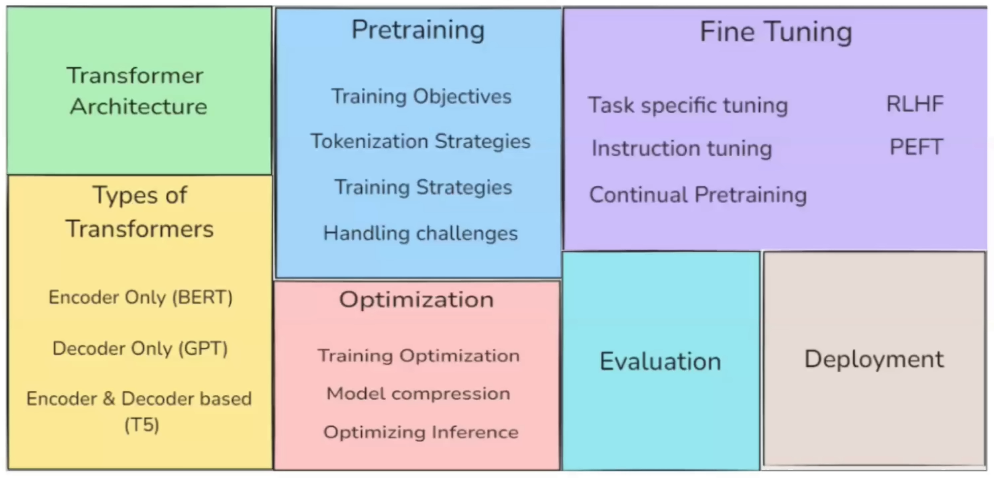 Transformer
Architecture
Types of
Transformers
Encoder Only (BERT)
Decoder Only (GPT)
Encoder & Decoder based
(T5)
Pretraining
Training Objectives
Tokenization Strategies
Training Strategies
Handling challenges
Optimization
Training Optimization
Model compression
Optimizing Inference
Fine Tuning
Task specific tuning
RLHF
Instruction tuning
PEFT
Continual Pretraining
Evaluation
Deployment